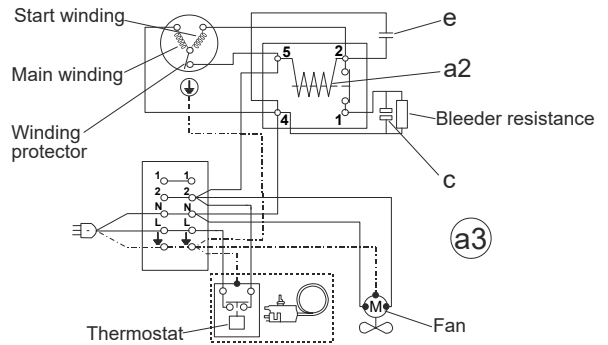 Start winding
e
5 2
a2
Main winding
4 1
Bleeder resistance
Winding
protector
c
1 1
2 2
N N
L L
a3
M
Fan
Thermostat